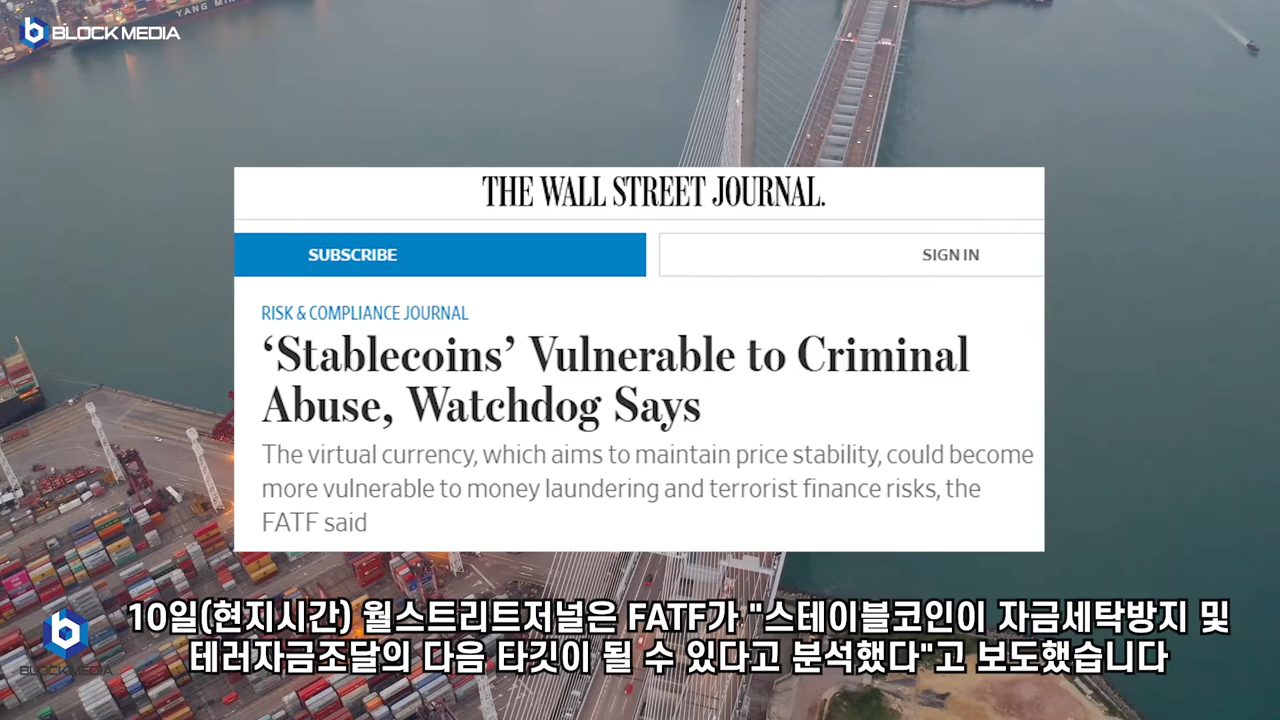 YANG MIN
BLOCKMEDIA
THE WALL STREET JOURNAL.
SUBSCRIBE
SIGN IN
RISK & COMPLIANCE JOURNAL
‘Stablecoins’ Vulnerable to Criminal
Abuse, Watchdog Says
The virtual currency, which aims to maintain price stability, could become
more vulnerable to money laundering and terrorist finance risks, the
FATF said
10일(현지시간) 월스트리트저널은 FATF가 "스테이블코인이 자금세탁방지 및
테러자금조달의 다음 타깃이 될 수 있다고 분석했다"고 보도했습니다
BLOCKMEDIA